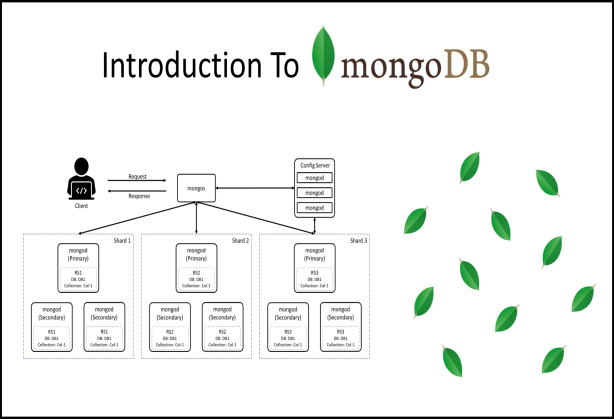 Introduction To mongoDB
Request
Response
Client
</>
mongos
Config Server
mongod
mongod
mongod
Shard 1
mongod
(Primary)
RS1
DB: DB1
Collection: Col-1
mongod
(Secondary)
RS1
DB: DB1
Collection: Col-1
mongod
(Secondary)
RS1
DB: DB1
Collection: Col-1
Shard 2
mongod
(Primary)
RS2
DB: DB1
Collection: Col-1
mongod
(Secondary)
RS2
DB: DB1
Collection: Col-1
mongod
(Secondary)
RS2
DB: DB1
Collection: Col-1
Shard 3
mongod
(Primary)
RS3
DB: DB1
Collection: Col-1
mongod
(Secondary)
RS3
DB: DB1
Collection: Col-1
mongod
(Secondary)
RS3
DB: DB1
Collection: Col-1